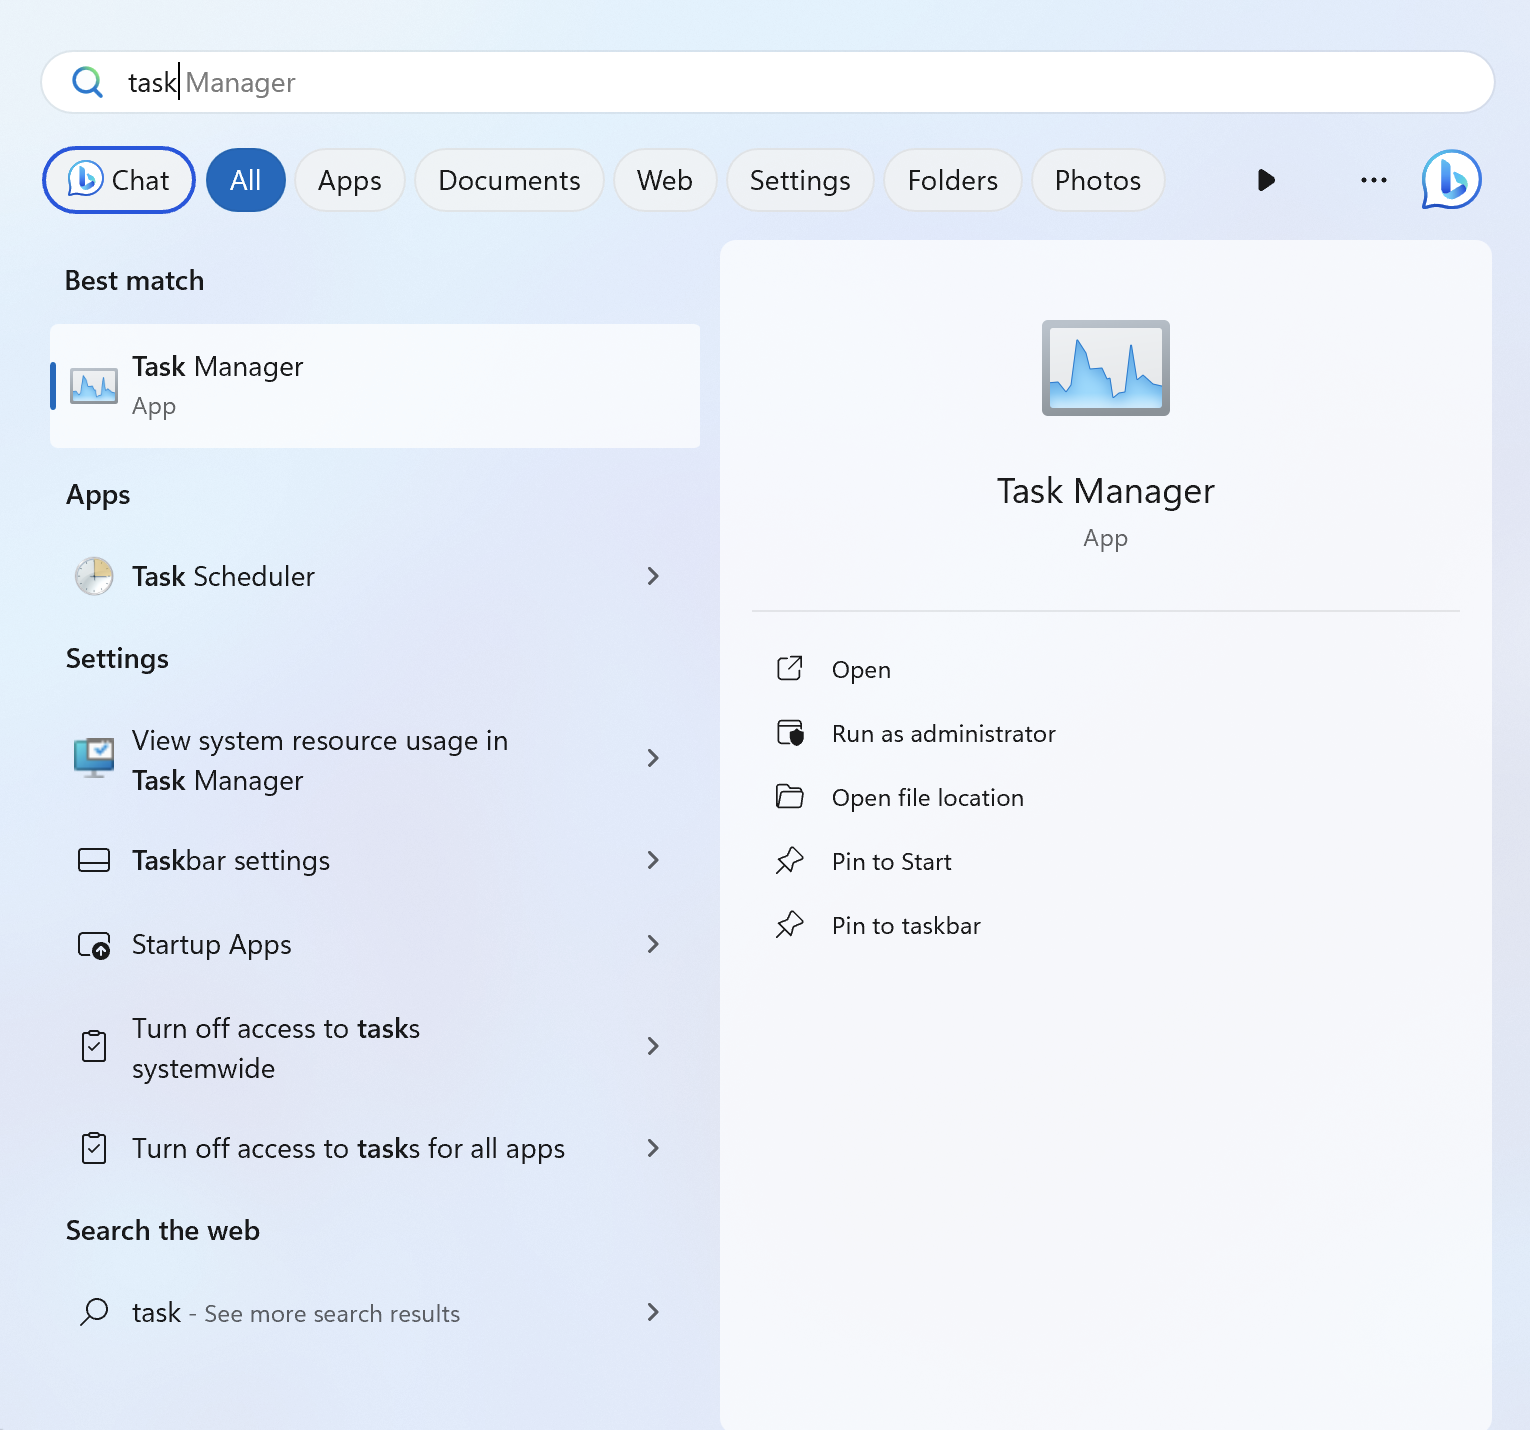 task Manager
Chat
All
Apps
Documents
Web
Settings
Folders
Photos
Best match
Task Manager
App
Apps
Task Scheduler
Settings
View system resource usage in
Task Manager
Taskbar settings
Startup Apps
Turn off access to tasks
systemwide
Turn off access to tasks for all apps
Search the web
task - See more search results
Task Manager
App
Open
Run as administrator
Open file location
Pin to Start
Pin to taskbar